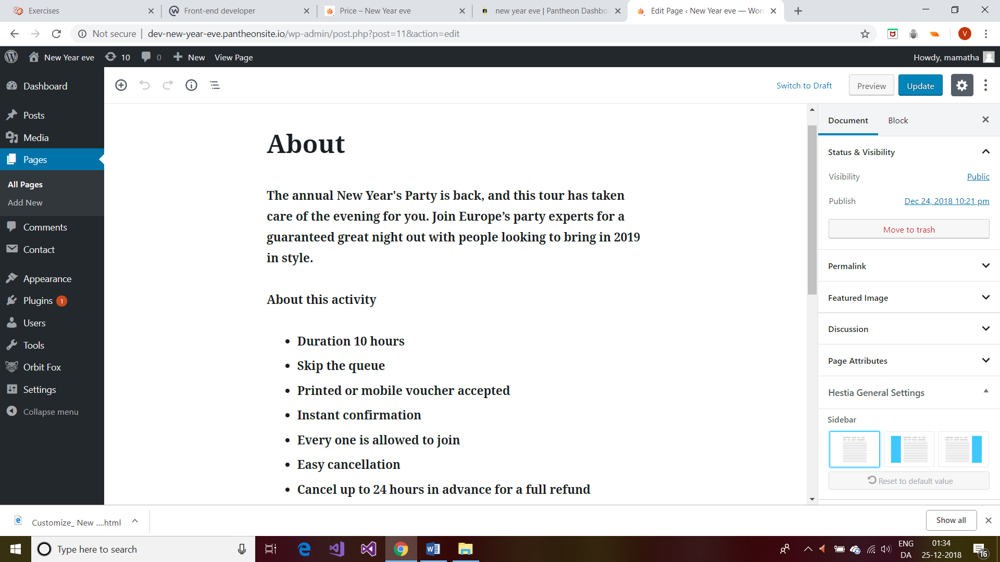 Exercises
Front-end developer
Price – New Year eve
new year eve | Pantheon Dashbo
Edit Page ‹ New Year eve — Word
Not secure
dev-new-year-eve.pantheonsite.io/wp-admin/post.php?post=11&action=edit
V
New Year eve
10
0
New
View Page
Howdy, mamatha
Dashboard
Posts
Media
Pages
All Pages
Add New
Comments
Contact
Appearance
Plugins 1
Users
Tools
Orbit Fox
Settings
Collapse menu
Switch to Draft
Preview
Update
About
The annual New Year's Party is back, and this tour has taken
care of the evening for you. Join Europe’s party experts for a
guaranteed great night out with people looking to bring in 2019
in style.
About this activity
• Duration 10 hours
• Skip the queue
• Printed or mobile voucher accepted
• Instant confirmation
• Every one is allowed to join
• Easy cancellation
• Cancel up to 24 hours in advance for a full refund
Document
Block
Status & Visibility
Visibility
Public
Publish
Dec 24, 2018 10:21 pm
Move to trash
Permalink
Featured Image
Discussion
Page Attributes
Hestia General Settings
Sidebar
Reset to default value
Customize_ New ....html
Show all
Type here to search
ENG
DA
01:34
25-12-2018
16